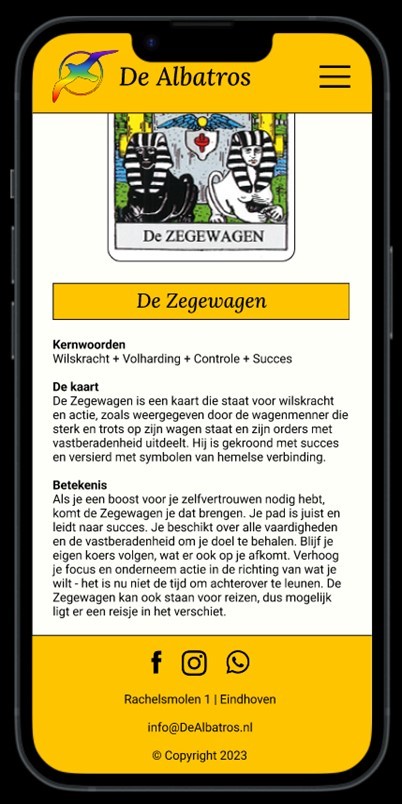 De Albatros
De ZEGEWAGEN
De Zegewagen
Kernwoorden
Wilskracht + Volharding + Controle + Succes
De kaart
De Zegewagen is een kaart die staat voor wilskracht
en actie, zoals weergegeven door de wagenmenner die
sterk en trots op zijn wagen staat en zijn orders met
vastberadenheid uitdeelt. Hij is gekroond met succes
en versierd met symbolen van hemelse verbinding.
Betekenis
Als je een boost voor je zelfvertrouwen nodig hebt,
komt de Zegewagen je dat brengen. Je pad is juist en
leidt naar succes. Je beschikt over alle vaardigheden
en de vastberadenheid om je doel te behalen. Blijf je
eigen koers volgen, wat er ook op je afkomt. Verhoog
je focus en onderneem actie in de richting van wat je
wilt - het is nu niet de tijd om achterover te leunen. De
Zegewagen kan ook staan voor reizen, dus mogelijk
ligt er een reisje in het verschiet.
Rachelsmolen 1 | Eindhoven
info@DeAlbatros.nl
© Copyright 2023